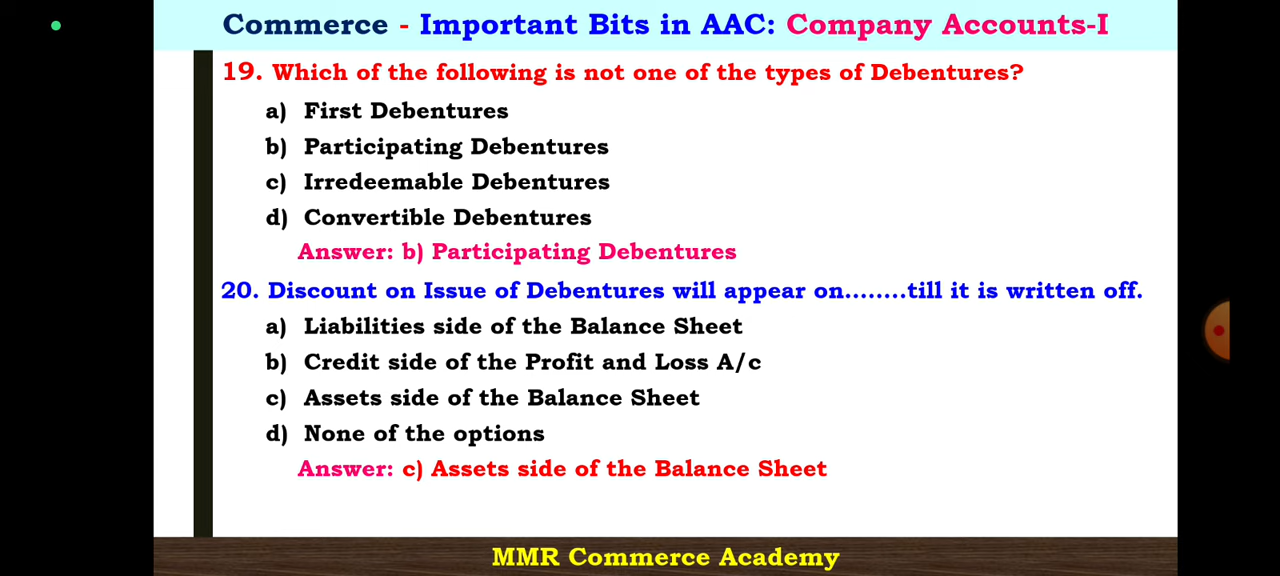 Commerce - Important Bits in AAC: Company Accounts-I
19. Which of the following is not one of the types of Debentures?
a) First Debentures
b) Participating Debentures
c) Irredeemable Debentures
d) Convertible Debentures
Answer: b) Participating Debentures
20. Discount on Issue of Debentures will appear on........till it is written off.
a) Liabilities side of the Balance Sheet
b) Credit side of the Profit and Loss A/c
c) Assets side of the Balance Sheet
d) None of the options
Answer: c) Assets side of the Balance Sheet
MMR Commerce Academy